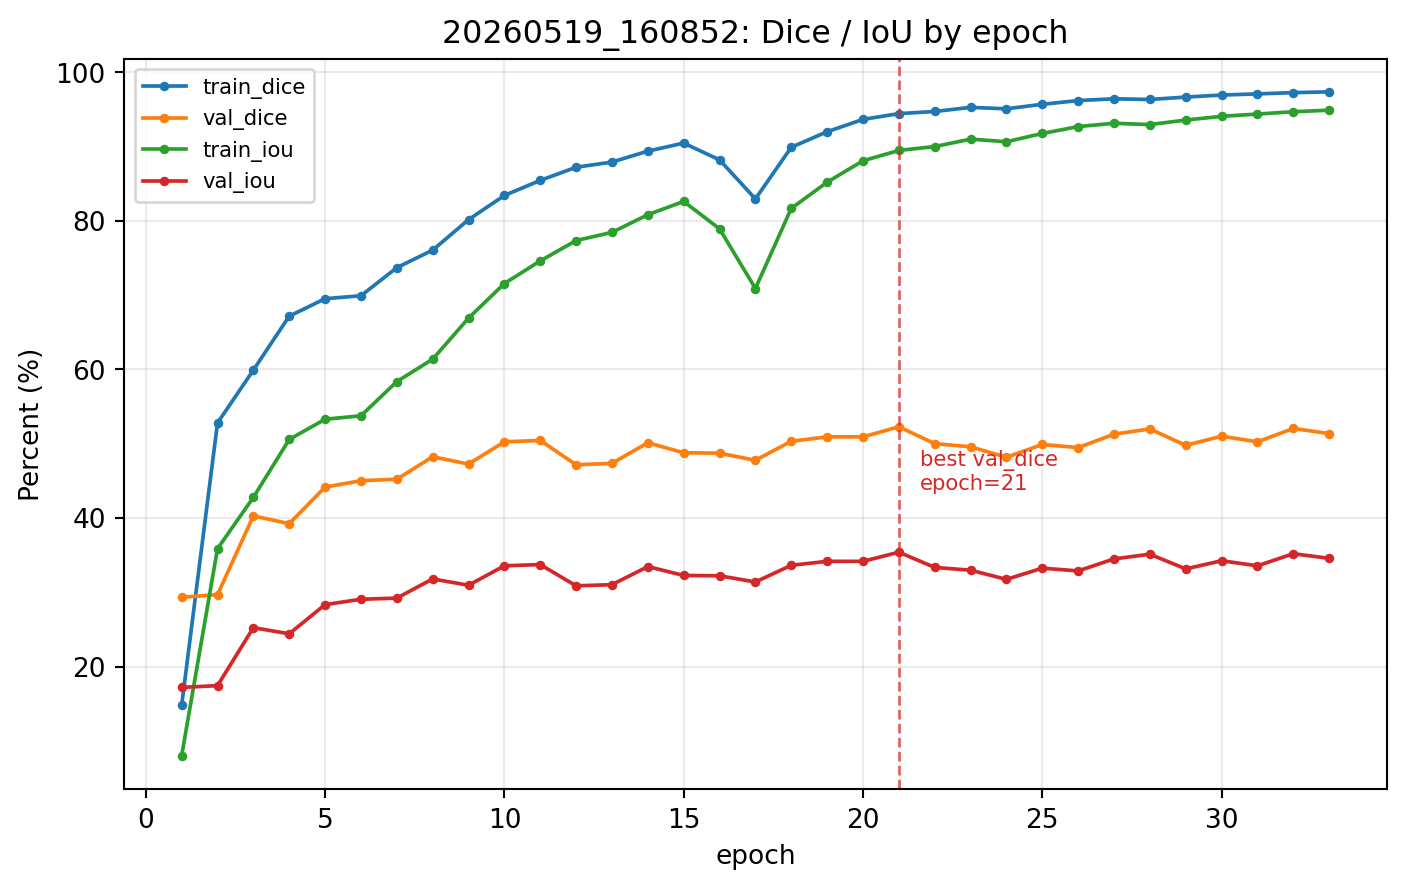 20260519_160852: Dice / IoU by epoch
train_dice
val_dice
train_iou
val_iou
Percent (%)
100
80
60
40
20
best val_dice
epoch=21
0
5
10
15
20
25
30
epoch